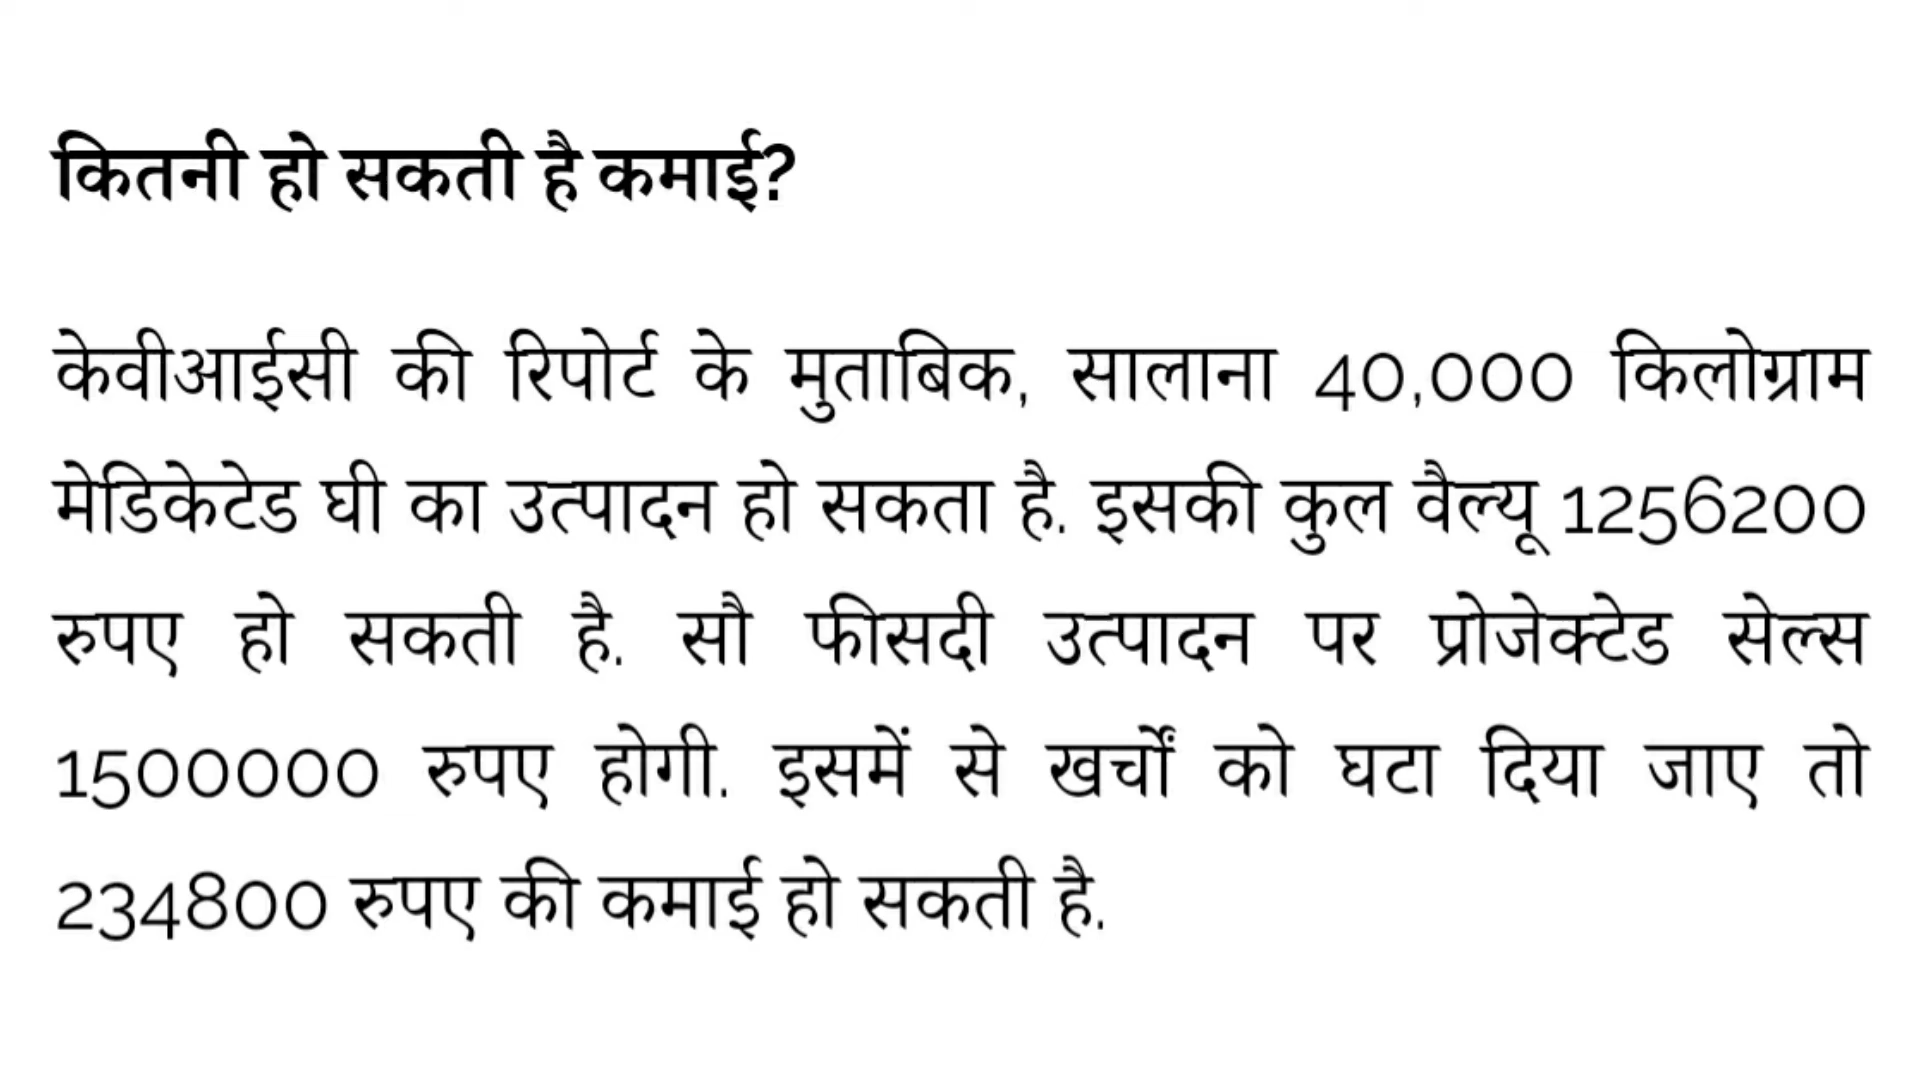 कितनी हो सकती है कमाई?
केवीआईसी की रिपोर्ट के मुताबिक, सालाना 40,000 किलोग्राम
मेडिकेटेड घी का उत्पादन हो सकता है. इसकी कुल वैल्यू 1256200
रुपए हो सकती है. सौ फीसदी उत्पादन पर प्रोजेक्टेड सेल्स
1500000 रुपए होगी. इसमें से खर्चों को घटा दिया जाए तो
234800 रुपए की कमाई हो सकती है.